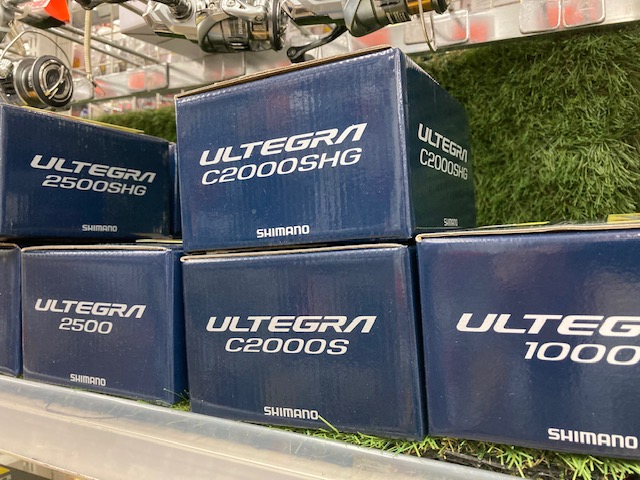 ULTEGRA
2500SHG
SHIMANO
ULTEGRA
C2000SHG
SHIMANO
ULTEGRA
C2000SHG
SHIMANO
ULTEGRA
2500
SHIMANO
ULTEGRA
C2000S
SHIMANO
ULTEG
1000
SHIMANO